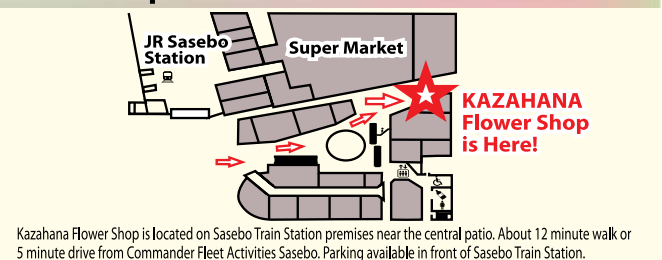 JR Sasebo
Station
Super Market
KAZAHANA
Flower Shop
is Here!
Kazahana Flower Shop is located on Sasebo Train Station premises near the central patio. About 12 minute walk or
5 minute drive from Commander Fleet Activities Sasebo. Parking available in front of Sasebo Train Station.